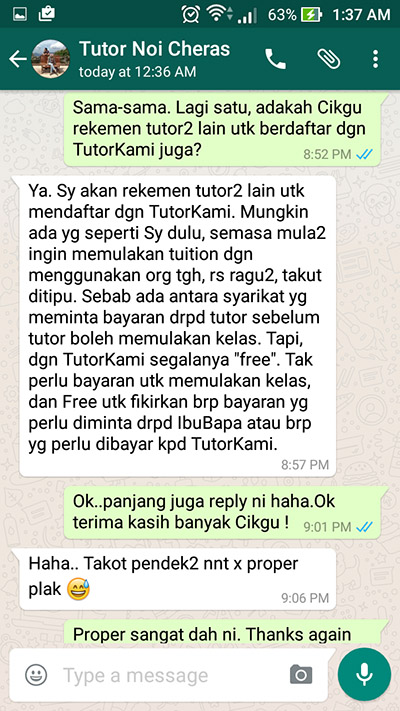 63% 1:37 AM
Tutor Noi Cheras
today at 12:36 AM
Sama-sama. Lagi satu, adakah Cikgu
rekemen tutor2 lain utk berdaftar dgn
TutorKami juga?
8:52 PM
Ya. Sy akan rekemen tutor2 lain utk
mendaftar dgn TutorKami. Mungkin
ada yg seperti Sy dulu, semasa mula2
ingin memulakan tuition dgn
menggunakan org tgh, rs ragu2, takut
ditipu. Sebab ada antara syarikat yg
meminta bayaran drpd tutor sebelum
tutor boleh memulakan kelas. Tapi,
dgn TutorKami segalanya "free". Tak
perlu bayaran utk memulakan kelas,
dan Free utk fikirkan brp bayaran yg
perlu diminta drpd IbuBapa atau brp
yg perlu dibayar kpd TutorKami.
8:57 PM
Ok..panjang juga reply ni haha.Ok
terima kasih banyak Cikgu ! 9:01 PM
Haha.. Takot pendek2 nnt x proper
plak 😅
9:06 PM
Proper sangat dah ni. Thanks again
Type a message